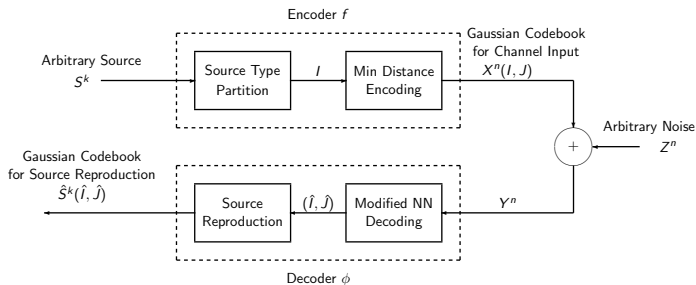 Encoder f
Gaussian Codebook
for Channel Input
Arbitrary Source
S^k
Source Type
Partition
I
Min Distance
Encoding
X^n(I, J)
+
Arbitrary Noise
Z^n
Gaussian Codebook
for Source Reproduction
Ŝ^k(Î, Ĵ)
Source
Reproduction
(Î, Ĵ)
Modified NN
Decoding
Y^n
Decoder ϕ